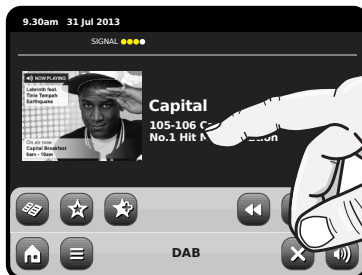 9.30am 31 Jul 2013
SIGNAL
NOW PLAYING
Labrinth feat.
Tinie Tempah
Earthquake
Capital
105-106
No.1 Hit
On air now
Capital Breakfast
6am - 10am
DAB